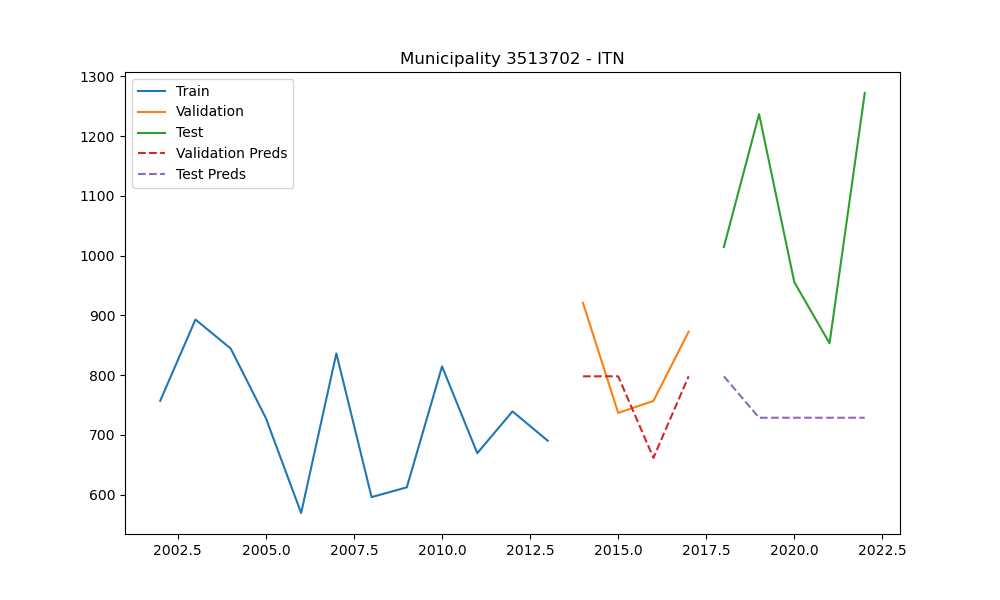 Municipality 3513702 - ITN
1300
1200
1100
1000
900
800
700
600
Train
Validation
Test
Validation Preds
Test Preds
2002.5 2005.0 2007.5 2010.0 2012.5 2015.0 2017.5 2020.0 2022.5